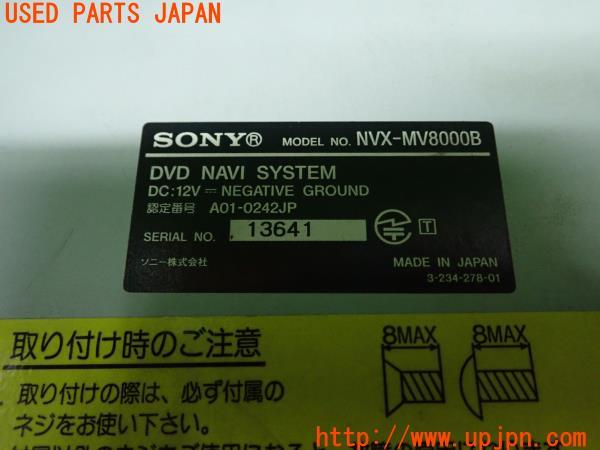 USED PARTS JAPAN
SONY® MODEL NO. NVX-MV8000B
DVD NAVI SYSTEM
DC:12V ⎓ NEGATIVE GROUND
認定番号 A01-0242JP
SERIAL NO. 13641
T
ソニー株式会社 MADE IN JAPAN
3-234-278-01
取り付け時のご注意
8MAX 8MAX
取り付けの際は、必ず付属の
ネジをお使い下さい。
UPJ http://www.upjpn.com